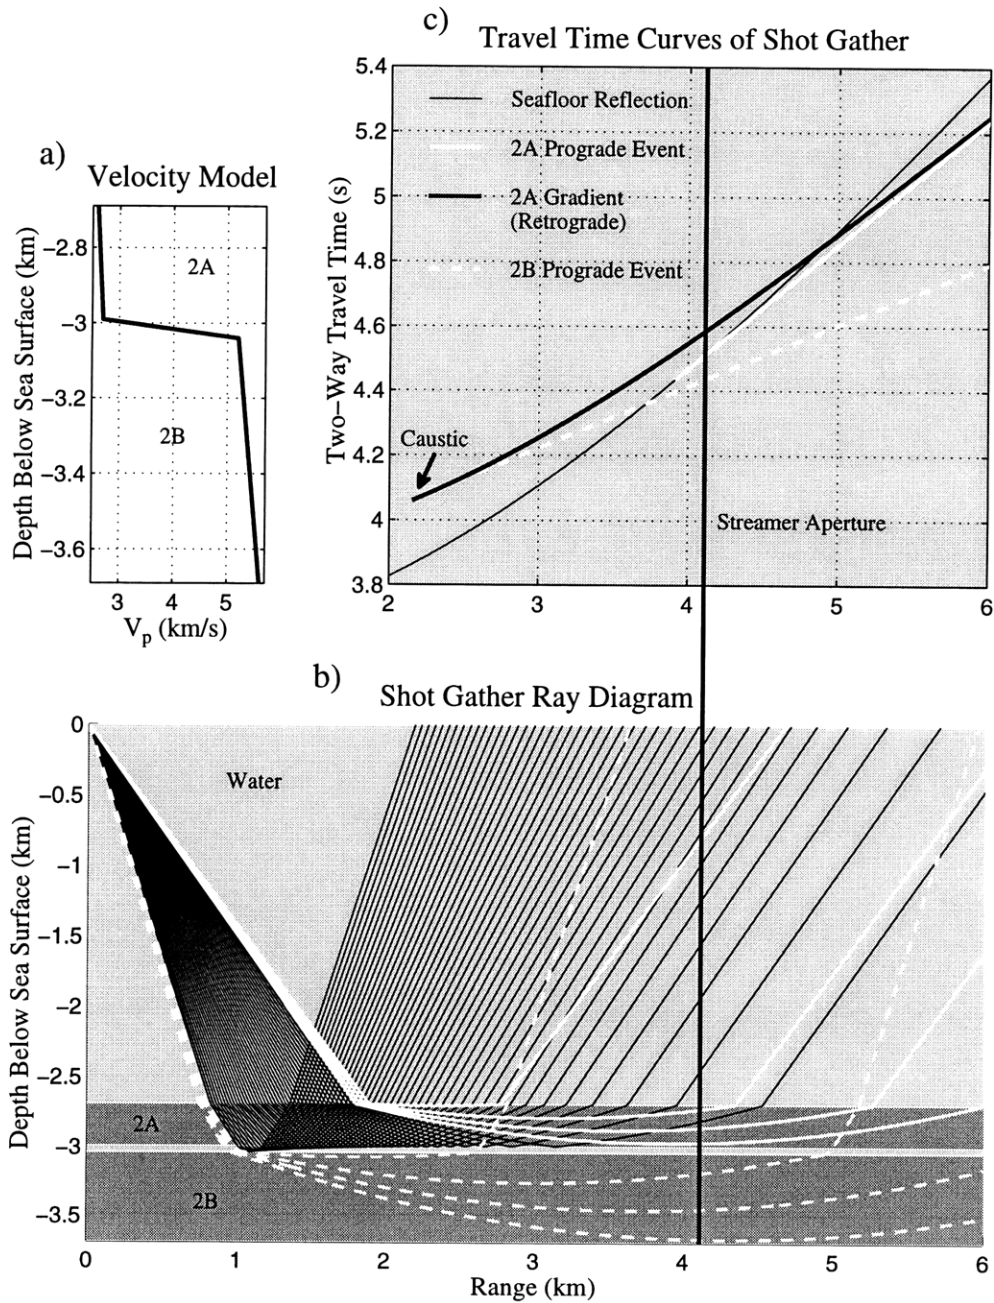 c)
Travel Time Curves of Shot Gather
5.4
5.2
5
4.8
4.6
4.4
4.2
4
3.8
Two–Way Travel Time (s)
Seafloor Reflection
2A Prograde Event
2A Gradient
(Retrograde)
2B Prograde Event
Caustic
Streamer Aperture
2
3
4
5
6
a)
Velocity Model
Depth Below Sea Surface (km)
−2.8
−3
−3.2
−3.4
−3.6
2A
2B
3
4
5
Vp (km/s)
b)
Shot Gather Ray Diagram
Depth Below Sea Surface (km)
0
−0.5
−1
−1.5
−2
−2.5
−3
−3.5
Water
2A
2B
0
1
2
3
4
5
6
Range (km)